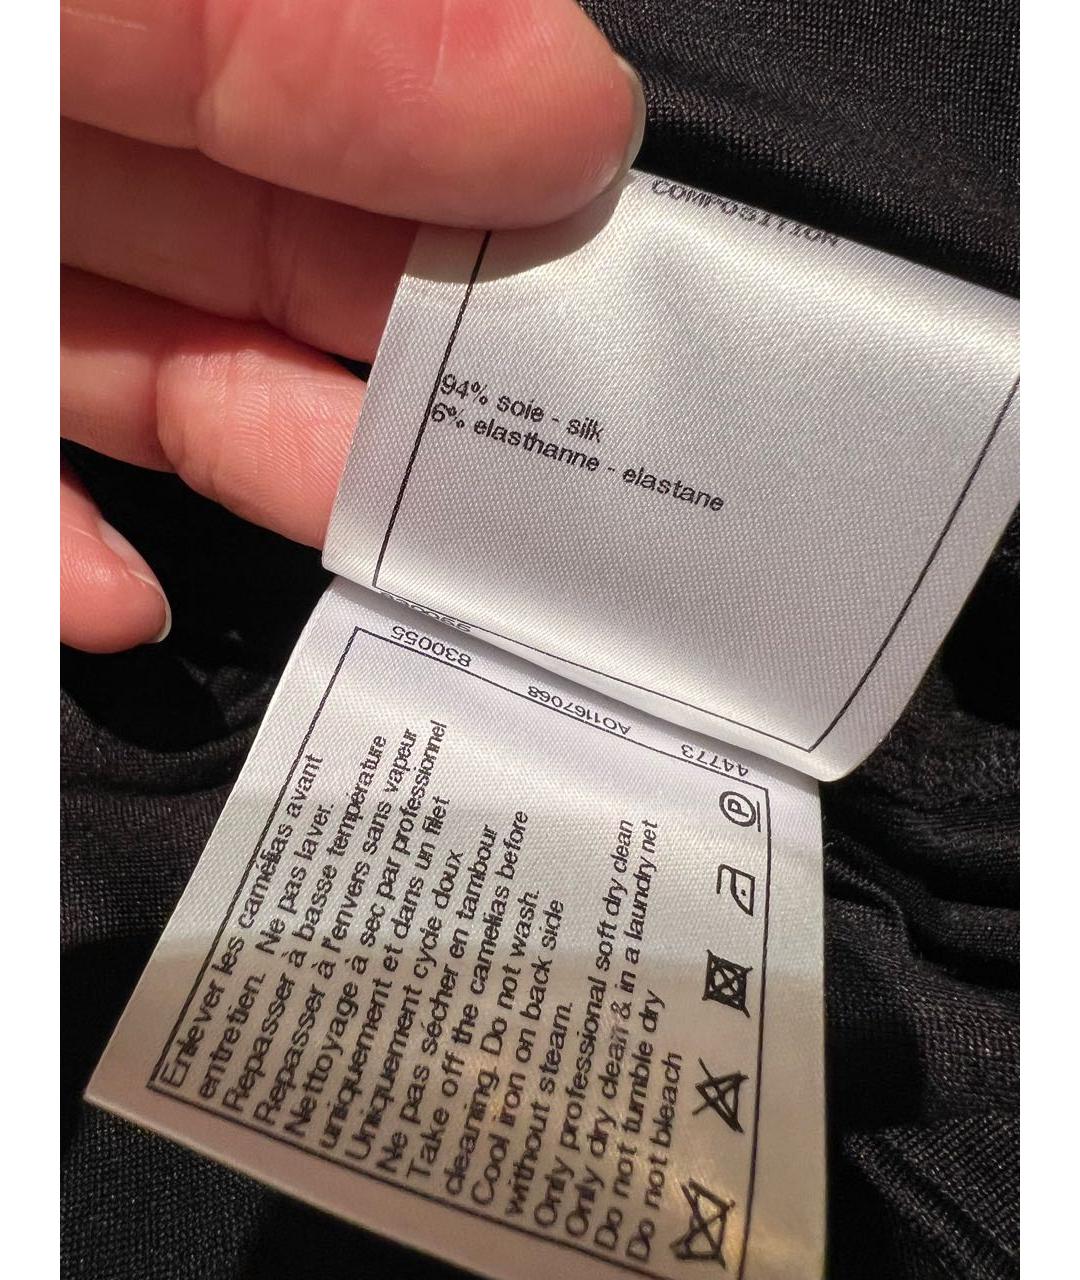 COMPOSITION
94% soie - silk
6% elasthanne - elastane
830055
A01167068
44773
Enlever les camélias avant
entretien. Ne pas laver.
Repasser à basse température
Repasser à l'envers sans vapeur
Nettoyage à sec par professionnel
uniquement et dans un filet
Uniquement cycle doux
Ne pas sécher en tambour
Take off the camelias before
cleaning. Do not wash.
Cool iron on back side
without steam.
Only professional soft dry clean
Only dry clean & in a laundry net
Do not tumble dry
Do not bleach
P